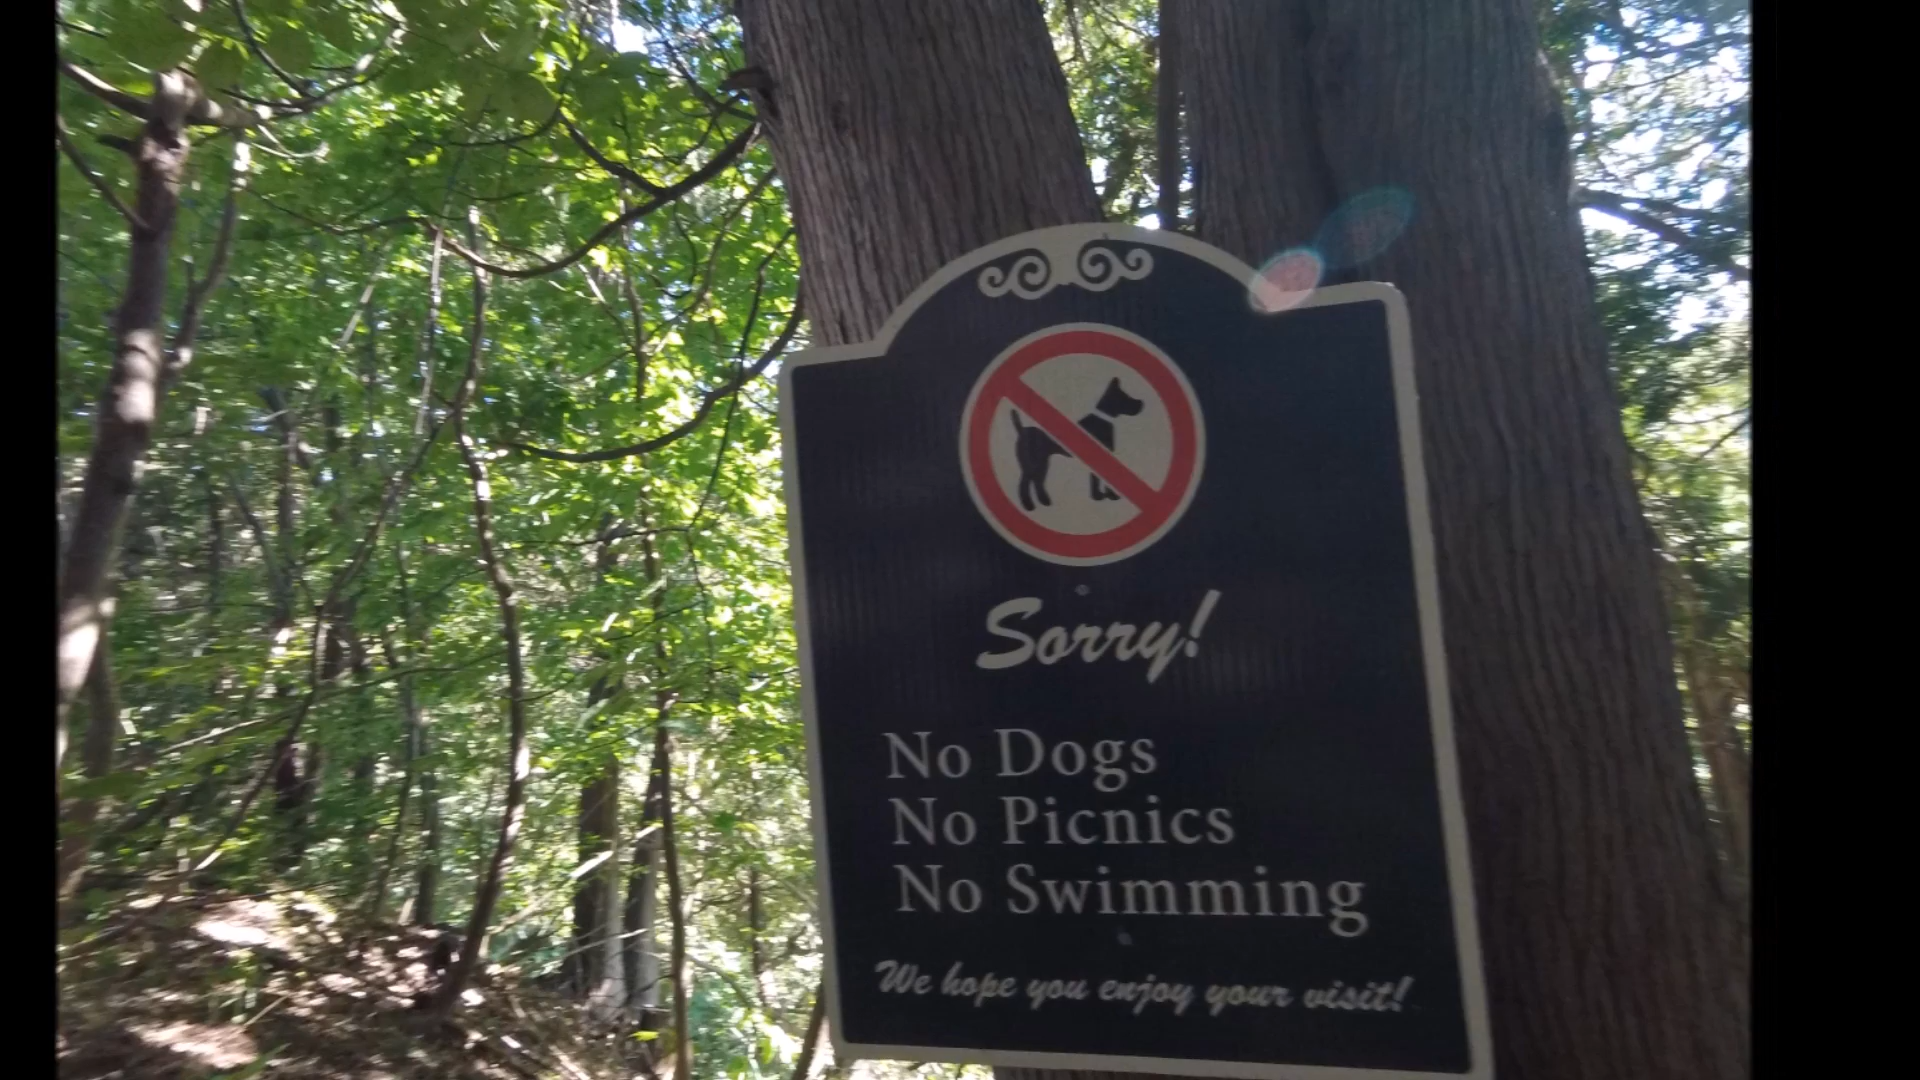 Sorry!
No Dogs
No Picnics
No Swimming
We hope you enjoy your visit!